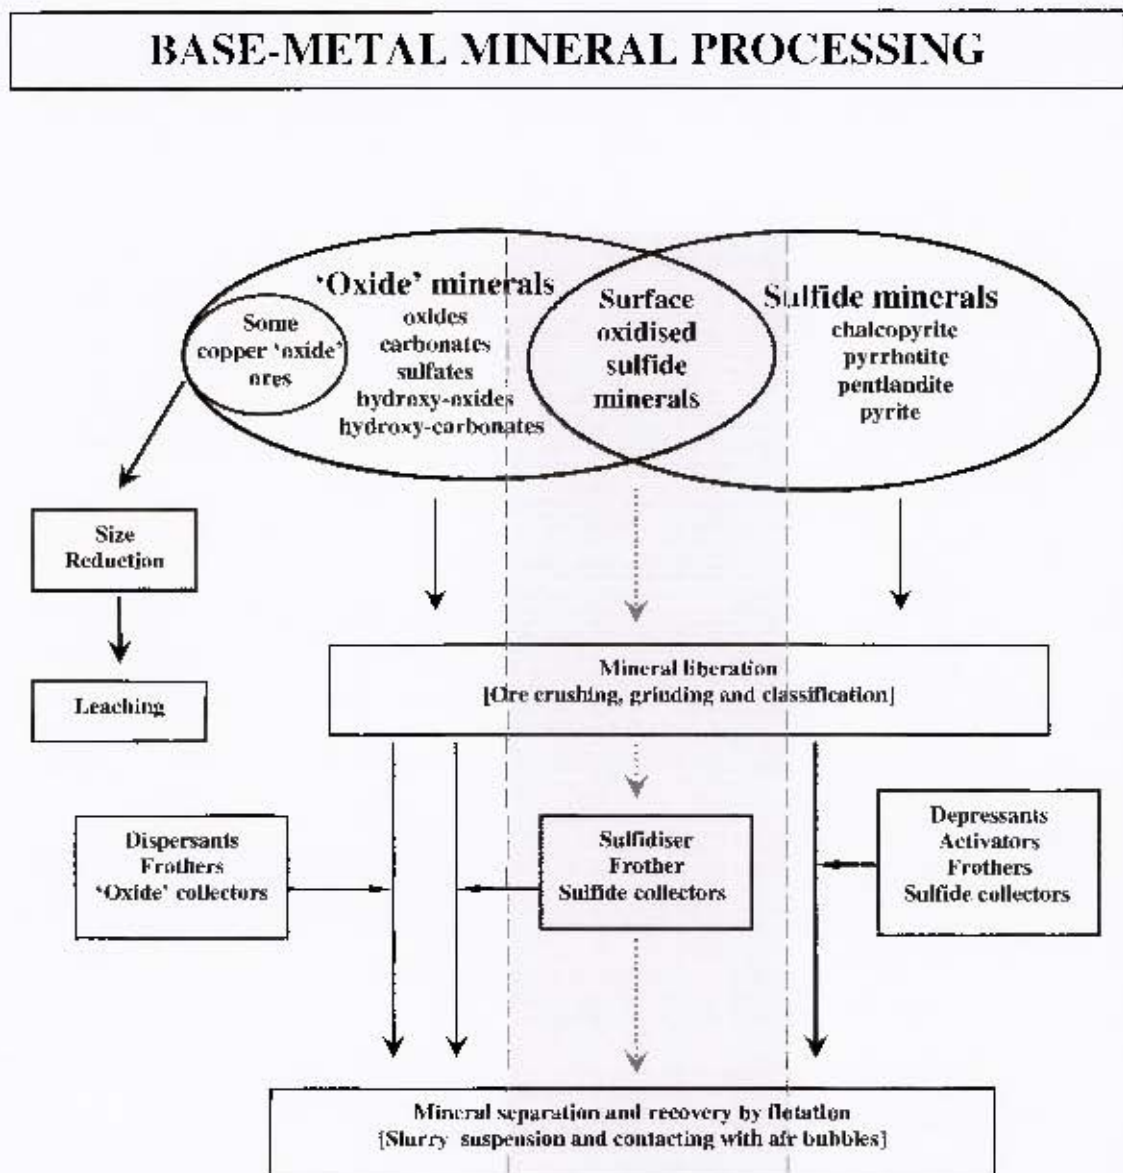 BASE-METAL MINERAL PROCESSING
'Oxide' minerals
oxides
carbonates
sulfates
hydroxy-oxides
hydroxy-carbonates
Some
copper 'oxide'
ores
Surface
oxidised
sulfide
minerals
Sulfide minerals
chalcopyrite
pyrrhotite
pentlandite
pyrite
Size
Reduction
Leaching
Mineral liberation
[Ore crushing, grinding and classification]
Dispersants
Frothers
'Oxide' collectors
Sulfidiser
Frother
Sulfide collectors
Depressants
Activators
Frothers
Sulfide collectors
Mineral separation and recovery by flotation
[Slurry suspension and contacting with air bubbles]